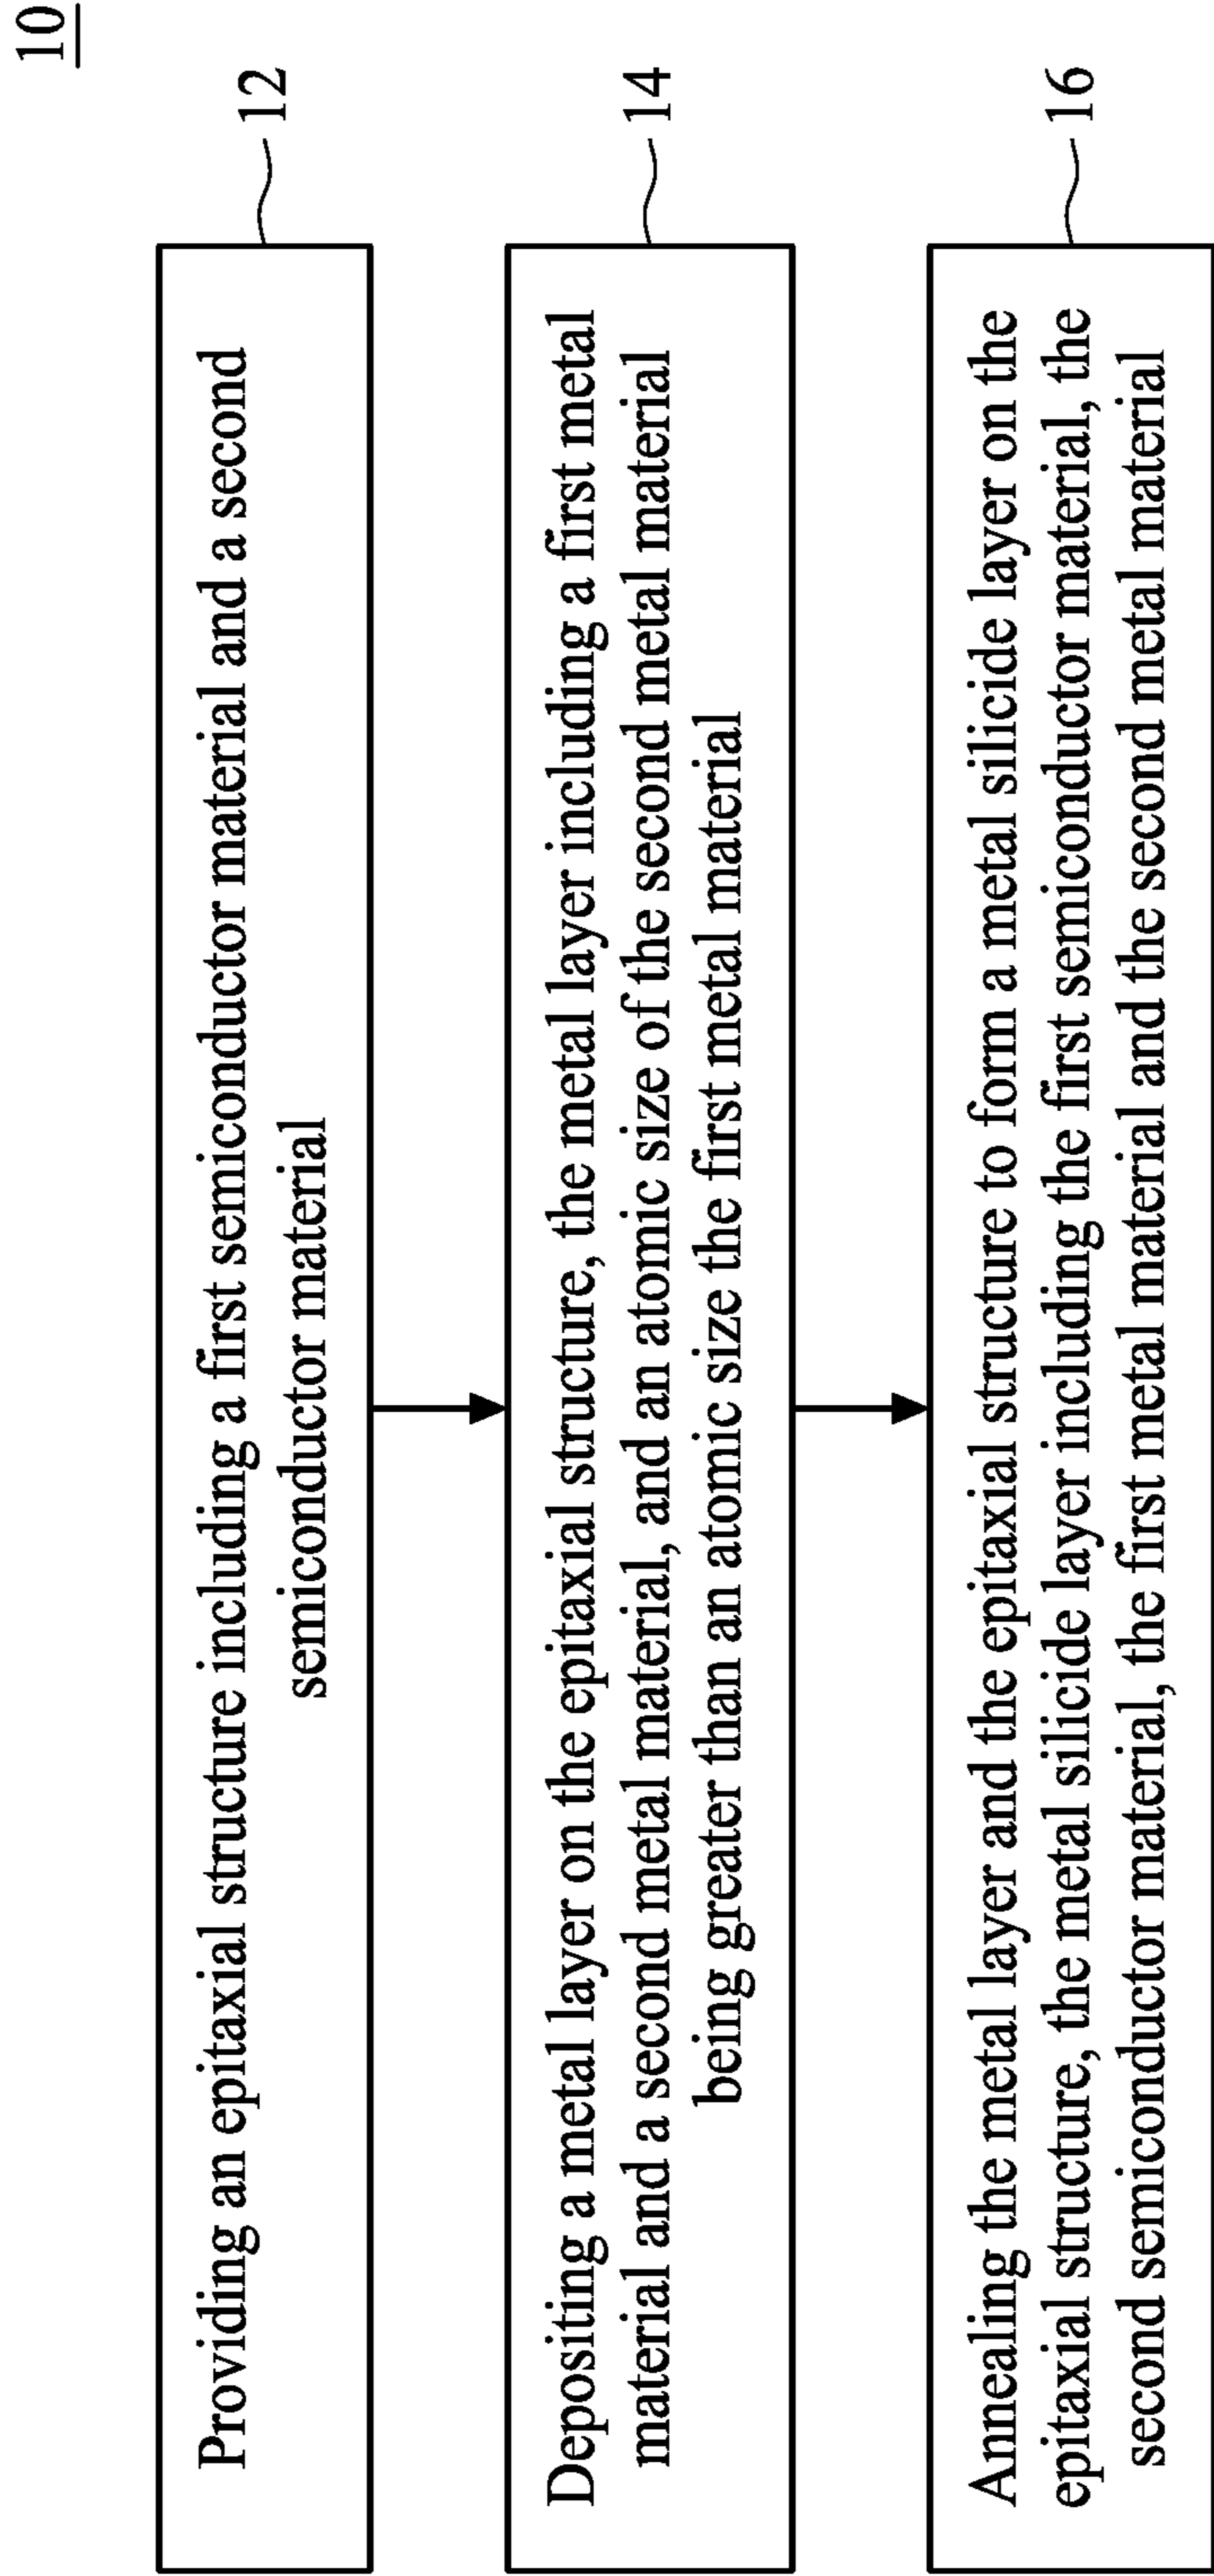 10
Providing an epitaxial structure including a first semiconductor material and a second
semiconductor material
12
Depositing a metal layer on the epitaxial structure, the metal layer including a first metal
material and a second metal material, and an atomic size of the second metal material
being greater than an atomic size the first metal material
14
Annealing the metal layer and the epitaxial structure to form a metal silicide layer on the
epitaxial structure, the metal silicide layer including the first semiconductor material, the
second semiconductor material, the first metal material and the second metal material
16